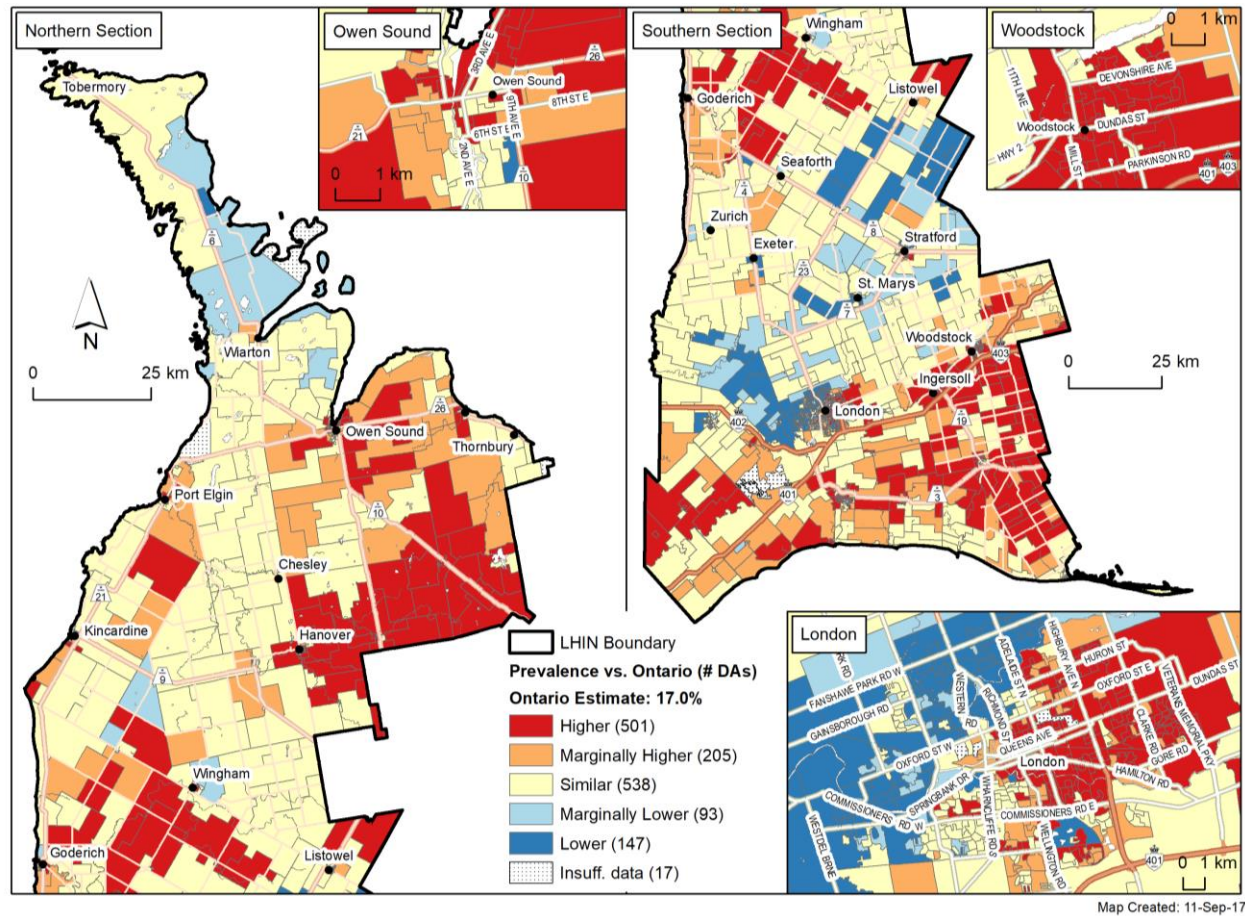 Northern Section
Tobermory
6
Wiarton
26
Owen Sound
Thornbury
Port Elgin
10
Chesley
21
Kincardine
Hanover
9
Wingham
Goderich
Listowel
N
0 25 km
Owen Sound
3RD AVE E
26
Owen Sound
8TH ST E
9TH AVE E
6TH ST E
2ND AVE E
21
10
0 1 km
Southern Section
Wingham
Goderich
Listowel
Seaforth
4
Zurich
8
Exeter
Stratford
23
St. Marys
7
Woodstock
403
Ingersoll
London
402
19
401
3
0 25 km
Woodstock
0 1 km
11TH LINE
DEVONSHIRE AVE
Woodstock
DUNDAS ST
HWY 2
MILL ST
PARKINSON RD
401
403
LHIN Boundary
Prevalence vs. Ontario (# DAs)
Ontario Estimate: 17.0%
Higher (501)
Marginally Higher (205)
Similar (538)
Marginally Lower (93)
Lower (147)
Insuff. data (17)
London
RK RD
FANSHAWE PARK RD W
GAINSBOROUGH RD
WESTERN RD
RICHMOND ST
ADELAIDE ST N
HIGHBURY AVE N
HURON ST
OXFORD ST E
DUNDAS ST
OXFORD ST W
QUEENS AVE
VETERANS MEMORIAL PKY
CLARKE RD
GORE RD
London
HAMILTON RD
SPRINGBANK DR
COMMISSIONERS RD W
COMMISSIONERS RD E
WHARNCLIFFE RD S
WELLINGTON RD
WESTDEL BRNE
401
0 1 km
Map Created: 11-Sep-17